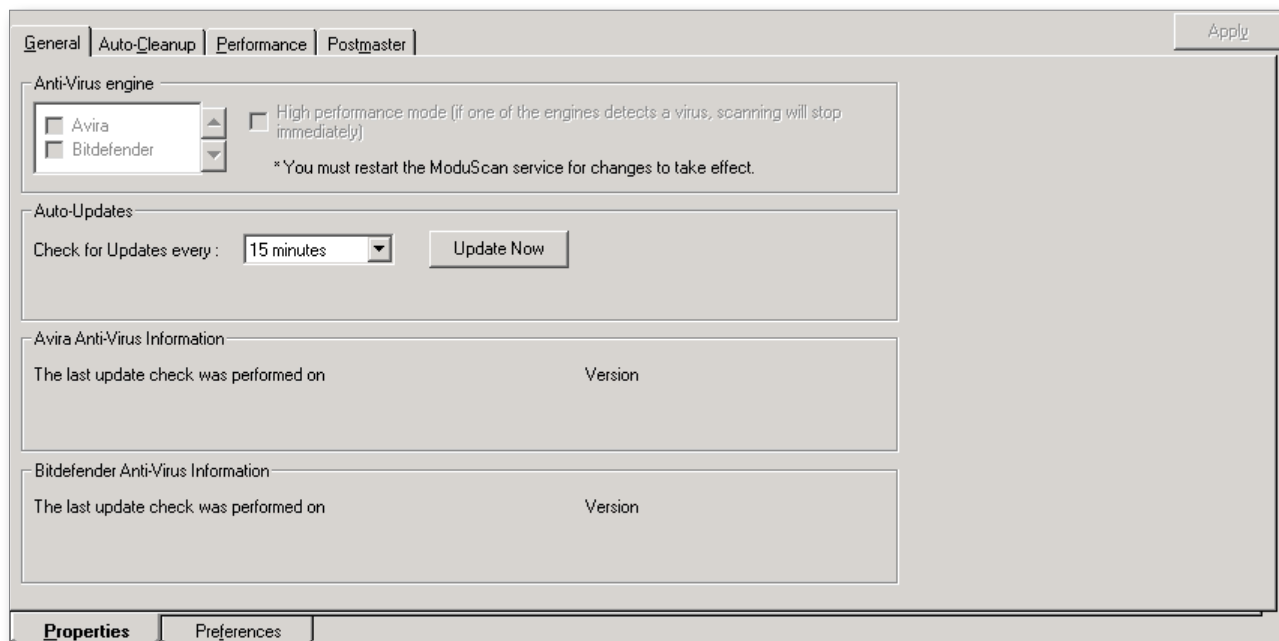 General Auto-Cleanup Performance Postmaster Apply
Anti-Virus engine
Avira
Bitdefender
High performance mode (if one of the engines detects a virus, scanning will stop
immediately)
* You must restart the ModuScan service for changes to take effect.
Auto-Updates
Check for Updates every : 15 minutes Update Now
Avira Anti-Virus Information
The last update check was performed on Version
Bitdefender Anti-Virus Information
The last update check was performed on Version
Properties Preferences